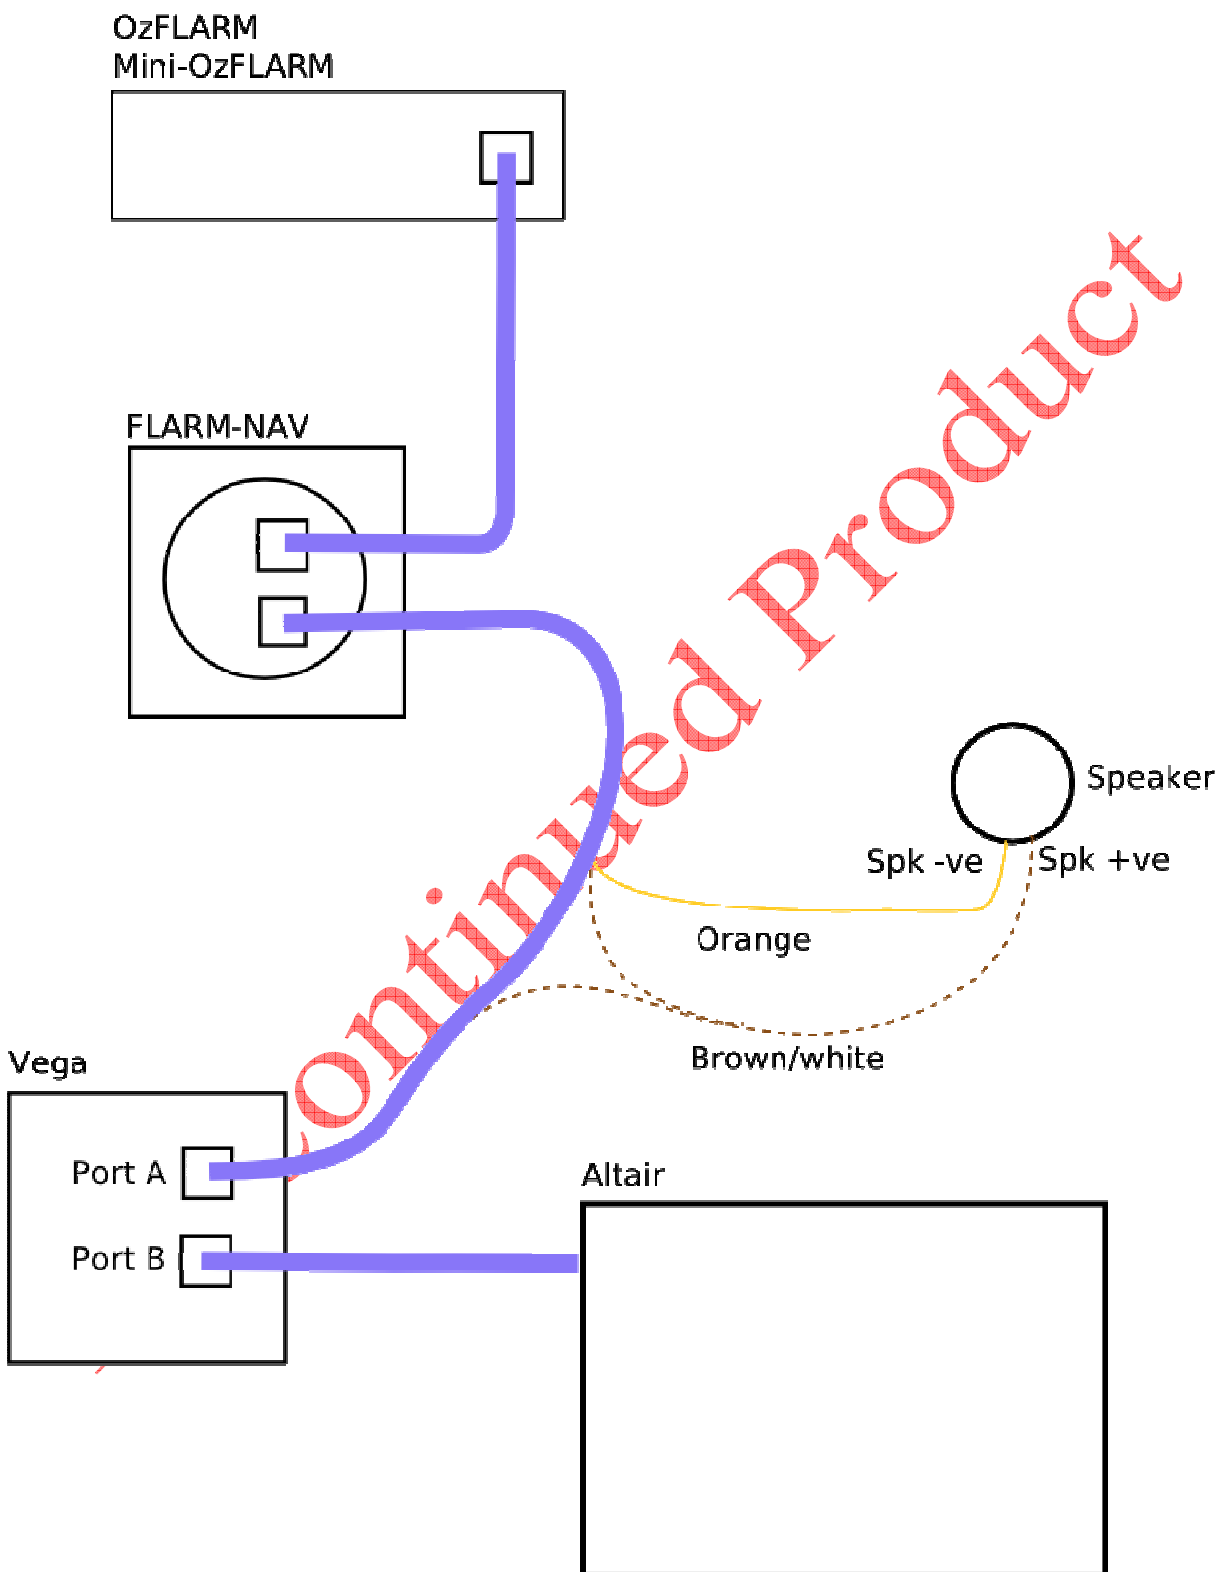 OzFLARM
Mini-OzFLARM
FLARM-NAV
Speaker
Spk -ve
Spk +ve
Orange
Brown/white
Vega
Port A
Port B
Altair
ontinued Product